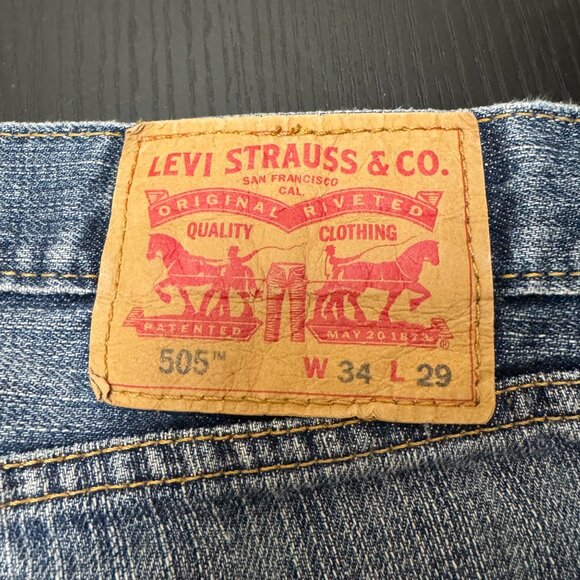 LEVI STRAUSS & CO.
SAN FRANCISCO
CAL.
ORIGINAL RIVETED
QUALITY CLOTHING
PATENTED MAY 20 1873 ®
505™ W 34 L 29